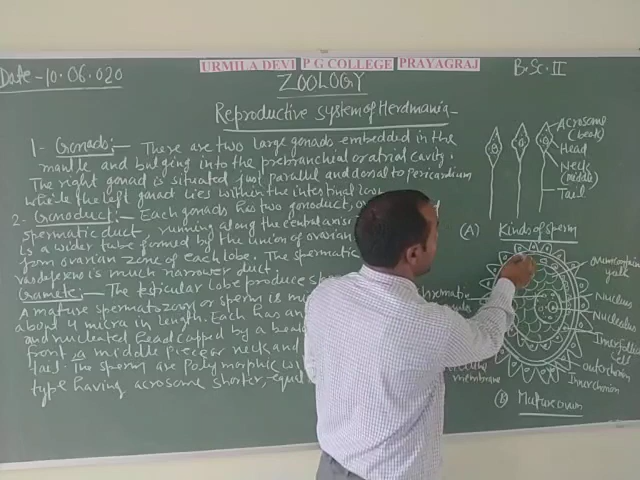 Date-10.06.020
URMILA DEVI P G COLLEGE PRAYAGRAJ
B.Sc.II
ZOOLOGY
Reproductive system of Herdmania-
1- Gonads:- There are two large gonads embedded in the
mantle and bulging into the prebranchial or atrial cavity.
The right gonad is situated just parallel and dorsal to pericardium
while the left gonad lies within the intestinal loop
2- Gonoduct:- Each gonads has two gonoduct,
spermatic duct, running along the central axis
is a wider tube formed by the union of ovarian
from ovarian zone of each lobe. The spermatic
vasdeferens is much narrower duct.
Gamete:- The testicular lobe produce
A mature spermatozoa or sperm is
about 4 micra in length. Each has an
and nucleated head capped by a
front a middle piece or neck and
tail. The sperm are polymorphic
type having acrosome shorter, equal
Acrosome
(beak)
Head
Neck
(middle)
Tail
(A) Kinds of sperm
yolk
Nucleus
Nucleolus
Inner follicle
cell
outer chorion
Inner chorion
membrane
(B) Mature ovum